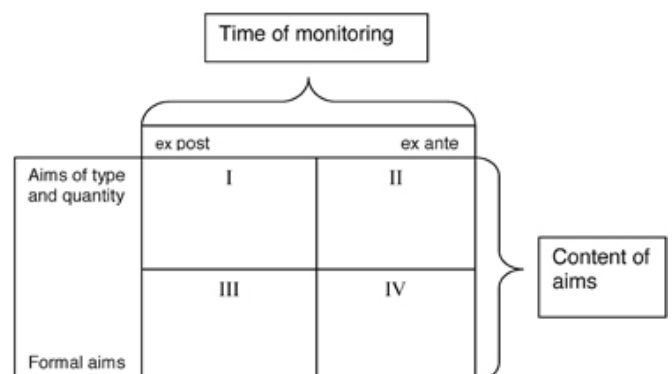 Time of monitoring
ex post
ex ante
Aims of type
and quantity
I
II
Content of
aims
III
IV
Formal aims